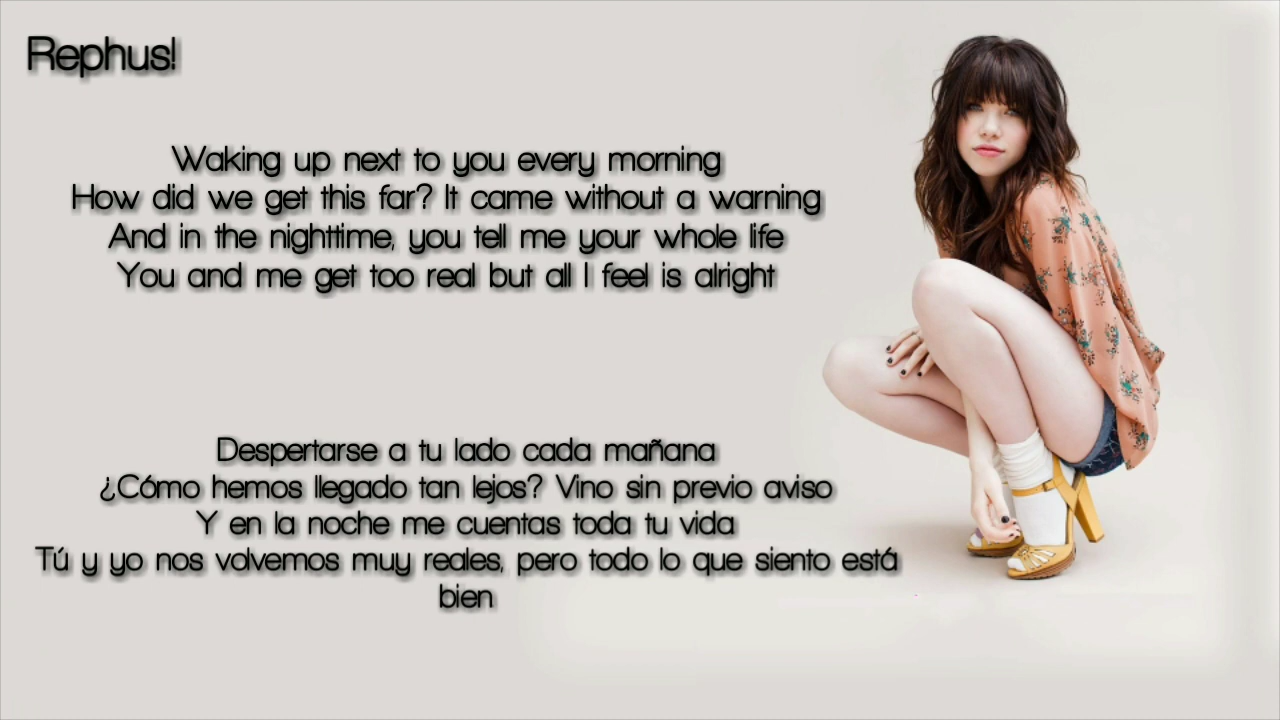 Rephus!
Waking up next to you every morning
How did we get this far? It came without a warning
And in the nighttime, you tell me your whole life
You and me get too real but all I feel is alright
Despertarse a tu lado cada mañana
¿Cómo hemos llegado tan lejos? Vino sin previo aviso
Y en la noche me cuentas toda tu vida
Tú y yo nos volvemos muy reales, pero todo lo que siento está
bien